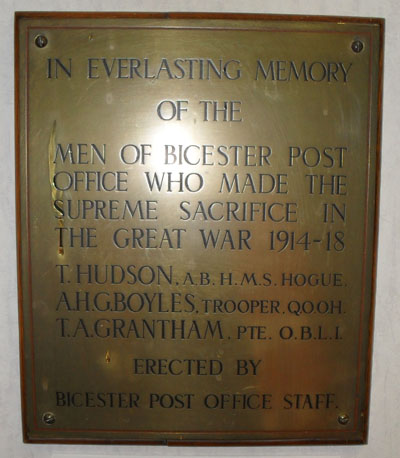 IN EVERLASTING MEMORY
OF THE
MEN OF BICESTER POST
OFFICE WHO MADE THE
SUPREME SACRIFICE IN
THE GREAT WAR 1914-18
T. HUDSON, A.B. H.M.S. HOGUE.
A.H.G.BOYLES, TROOPER. Q.O.O.H.
T.A.GRANTHAM, PTE. O.B.L.I.
ERECTED BY
BICESTER POST OFFICE STAFF.